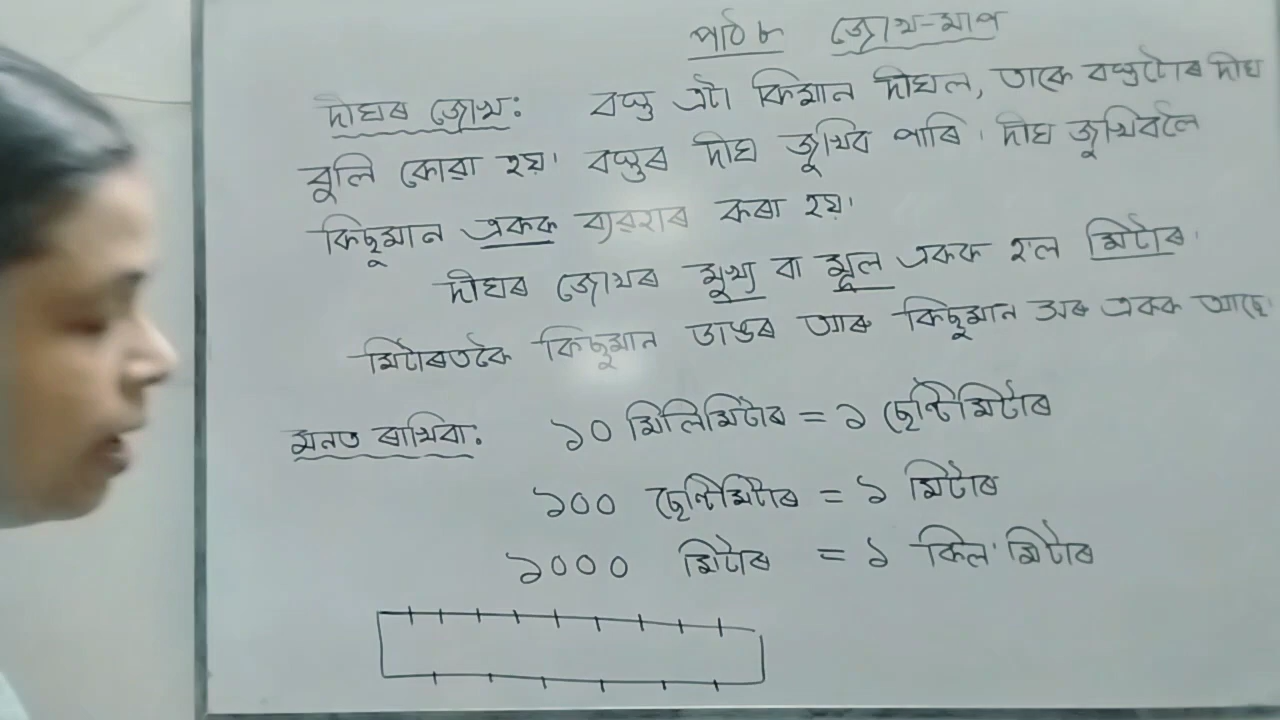 পাঠ ৮ জোখ-মাপ
দীঘৰ জোখ: বস্তু এটা কিমান দীঘল, তাকে বস্তুটোৰ দীঘ
বুলি কোৱা হয়। বস্তুৰ দীঘ জুখিব পাৰি। দীঘ জুখিবলৈ
কিছুমান একক ব্যৱহাৰ কৰা হয়।
দীঘৰ জোখৰ মুখ্য বা মূল একক হ'ল মিটাৰ।
মিটাৰতকৈ কিছুমান ডাঙৰ আৰু কিছুমান সৰু একক আছে।
মনত ৰাখিবা: ১০ মিলিমিটাৰ = ১ ছেণ্টিমিটাৰ
১০০ ছেণ্টিমিটাৰ = ১ মিটাৰ
১০০০ মিটাৰ = ১ কিল'মিটাৰ